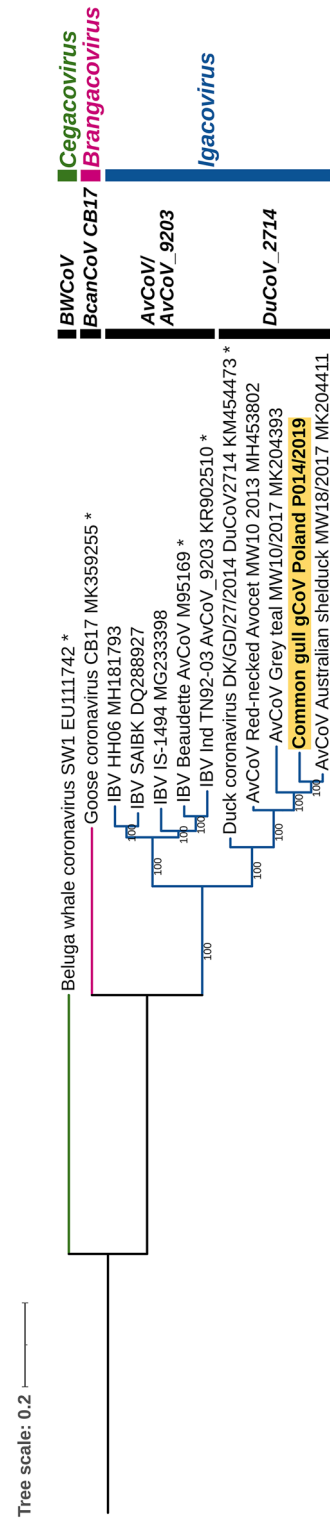 Tree scale: 0.2
Beluga whale coronavirus SW1 EU111742 *
Goose coronavirus CB17 MK359255 *
IBV HH06 MH181793
IBV SAIBK DQ288927
IBV IS-1494 MG233398
IBV Beaudette AvCoV M95169 *
IBV Ind TN92-03 AvCoV_9203 KR902510 *
Duck coronavirus DK/GD/27/2014 DuCoV2714 KM454473 *
AvCoV Red-necked Avocet MW10 2013 MH453802
AvCoV Grey teal MW10/2017 MK204393
Common gull gCoV Poland P014/2019
AvCoV Australian shelduck MW18/2017 MK204411
100
100
100
100
100
100
100
100
100
BWCoV
BcanCoV CB17
AvCoV/
AvCoV_9203
DuCoV_2714
Cegacovirus
Brangacovirus
Igacovirus